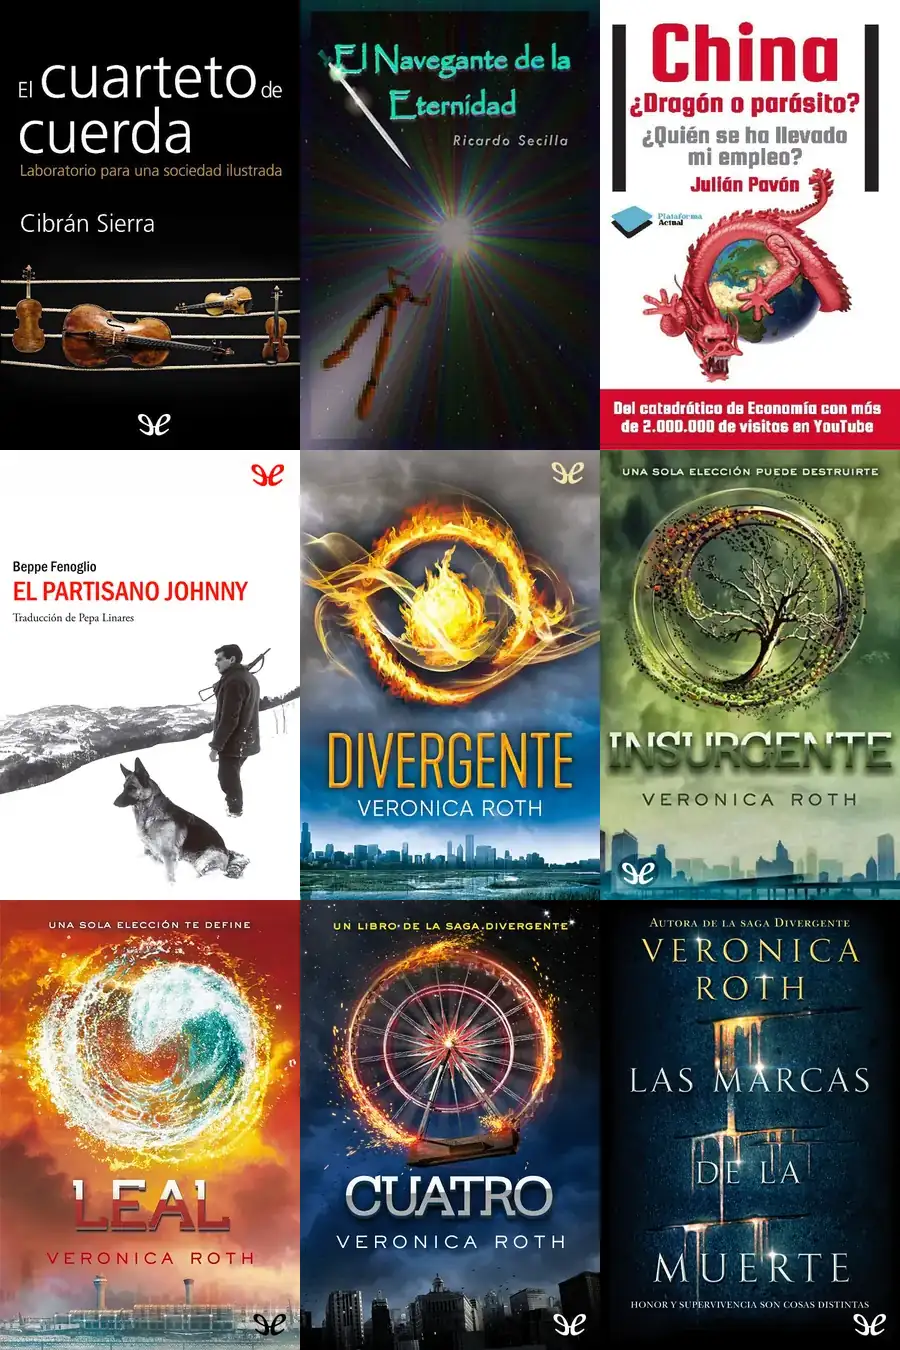 El cuarteto de
cuerda
Laboratorio para una sociedad ilustrada
Cibrán Sierra
El Navegante de la
Eternidad
Ricardo Secilla
China
¿Dragón o parásito?
¿Quién se ha llevado
mi empleo?
Julián Pavón
Plataforma
Actual
Del catedrático de Economía con más
de 2.000.000 de visitas en YouTube
Beppe Fenoglio
EL PARTISANO JOHNNY
Traducción de Pepa Linares
DIVERGENTE
VERONICA ROTH
UNA SOLA ELECCIÓN PUEDE DESTRUIRTE
INSURGENTE
VERONICA ROTH
UNA SOLA ELECCIÓN TE DEFINE
LEAL
VERONICA ROTH
UN LIBRO DE LA SAGA DIVERGENTE
CUATRO
VERONICA ROTH
AUTORA DE LA SAGA DIVERGENTE
VERONICA
ROTH
LAS MARCAS
DE LA
MUERTE
HONOR Y SUPERVIVENCIA SON COSAS DISTINTAS